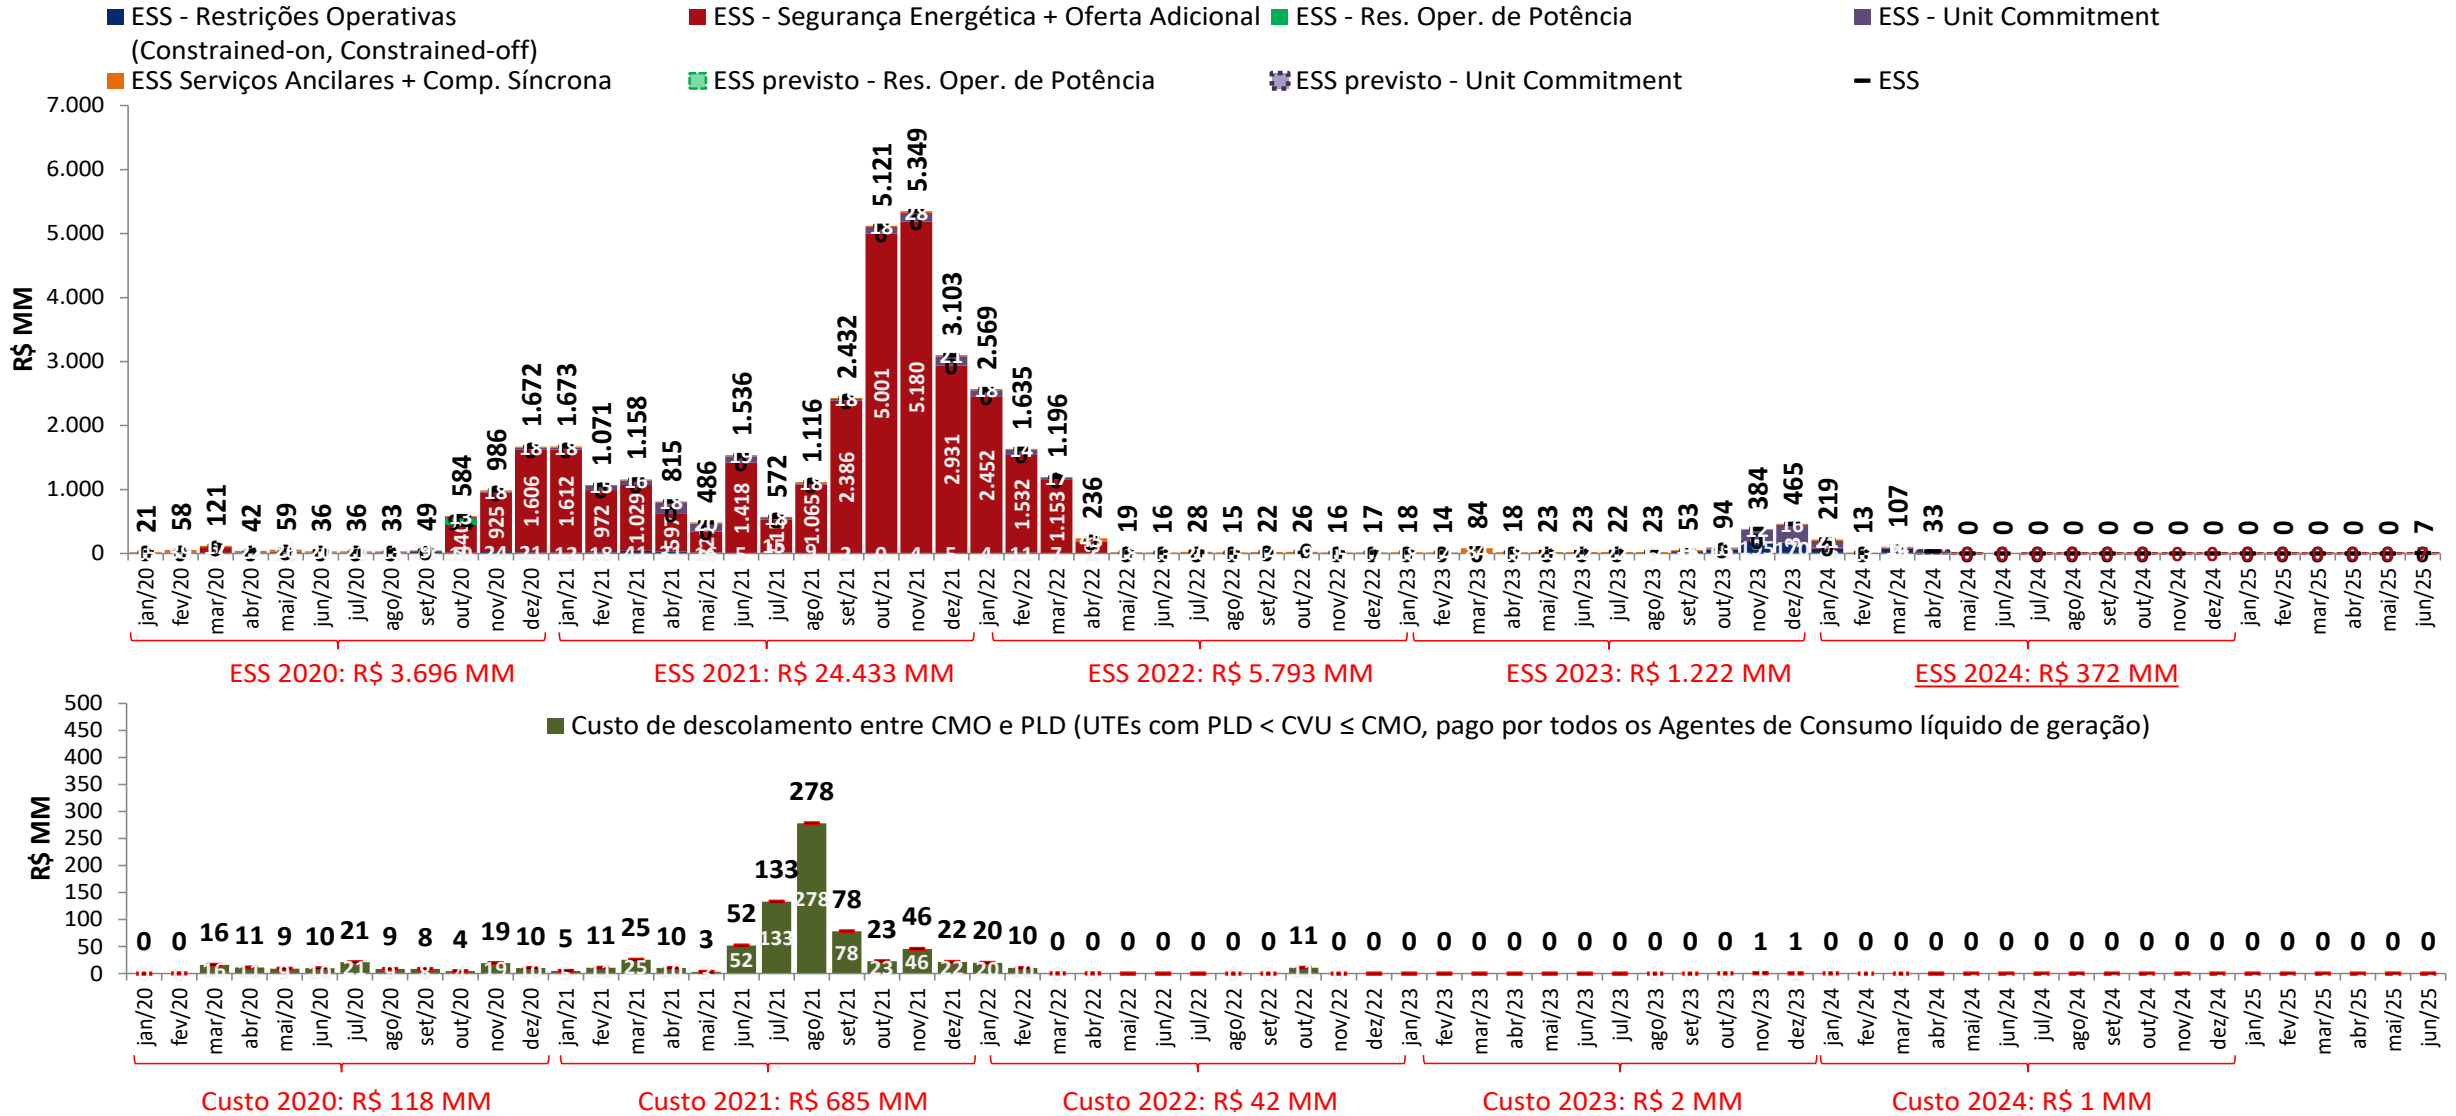 ESS - Restrições Operativas (Constrained-on, Constrained-off)
ESS - Segurança Energética + Oferta Adicional
ESS - Res. Oper. de Potência
ESS - Unit Commitment
ESS Serviços Ancilares + Comp. Síncrona
ESS previsto - Res. Oper. de Potência
ESS previsto - Unit Commitment
ESS
R$ MM
7.000
6.000
5.000
4.000
3.000
2.000
1.000
0
21 58 121 42 59 36 36 33 49 584 986 1.672 1.673 1.071 1.158 815 486 1.536 572 1.116 2.432 5.121 5.349 3.103 2.569 1.635 1.196 236 19 16 28 15 22 26 16 17 18 14 84 18 23 23 22 23 53 94 384 465 219 13 107 33 0 0 0 0 0 0 0 0 0 0 0 0 0 7
925 1.606 1.612 972 1.029 597 1.418 1.065 2.386 5.001 5.180 2.931 2.452 1.532 1.153
jan/20 fev/20 mar/20 abr/20 mai/20 jun/20 jul/20 ago/20 set/20 out/20 nov/20 dez/20 jan/21 fev/21 mar/21 abr/21 mai/21 jun/21 jul/21 ago/21 set/21 out/21 nov/21 dez/21 jan/22 fev/22 mar/22 abr/22 mai/22 jun/22 jul/22 ago/22 set/22 out/22 nov/22 dez/22 jan/23 fev/23 mar/23 abr/23 mai/23 jun/23 jul/23 ago/23 set/23 out/23 nov/23 dez/23 jan/24 fev/24 mar/24 abr/24 mai/24 jun/24 jul/24 ago/24 set/24 out/24 nov/24 dez/24 jan/25 fev/25 mar/25 abr/25 mai/25 jun/25
ESS 2020: R$ 3.696 MM
ESS 2021: R$ 24.433 MM
ESS 2022: R$ 5.793 MM
ESS 2023: R$ 1.222 MM
ESS 2024: R$ 372 MM
Custo de descolamento entre CMO e PLD (UTEs com PLD < CVU ≤ CMO, pago por todos os Agentes de Consumo líquido de geração)
R$ MM
500
450
400
350
300
250
200
150
100
50
0
0 0 16 11 9 10 21 9 8 4 19 10 5 11 25 10 3 52 133 278 78 23 46 22 20 10 0 0 0 0 0 0 0 11 0 0 0 0 0 0 0 0 0 0 0 0 1 1 0 0 0 0 0 0 0 0 0 0 0 0 0 0 0 0 0 0
21 19 25 52 133 278 78 23 46 22 20
jan/20 fev/20 mar/20 abr/20 mai/20 jun/20 jul/20 ago/20 set/20 out/20 nov/20 dez/20 jan/21 fev/21 mar/21 abr/21 mai/21 jun/21 jul/21 ago/21 set/21 out/21 nov/21 dez/21 jan/22 fev/22 mar/22 abr/22 mai/22 jun/22 jul/22 ago/22 set/22 out/22 nov/22 dez/22 jan/23 fev/23 mar/23 abr/23 mai/23 jun/23 jul/23 ago/23 set/23 out/23 nov/23 dez/23 jan/24 fev/24 mar/24 abr/24 mai/24 jun/24 jul/24 ago/24 set/24 out/24 nov/24 dez/24 jan/25 fev/25 mar/25 abr/25 mai/25 jun/25
Custo 2020: R$ 118 MM
Custo 2021: R$ 685 MM
Custo 2022: R$ 42 MM
Custo 2023: R$ 2 MM
Custo 2024: R$ 1 MM